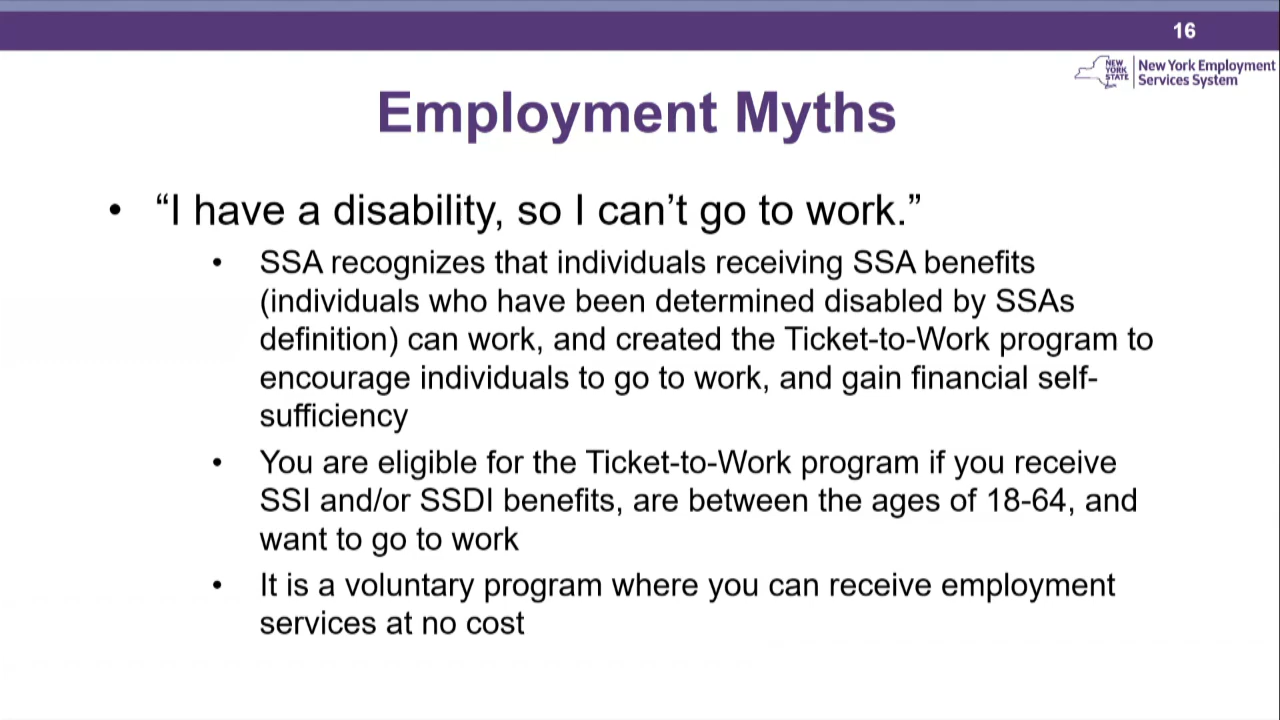 16
NEW
YORK
STATE
New York Employment
Services System
Employment Myths
• “I have a disability, so I can’t go to work.”
• SSA recognizes that individuals receiving SSA benefits
(individuals who have been determined disabled by SSAs
definition) can work, and created the Ticket-to-Work program to
encourage individuals to go to work, and gain financial self-
sufficiency
• You are eligible for the Ticket-to-Work program if you receive
SSI and/or SSDI benefits, are between the ages of 18-64, and
want to go to work
• It is a voluntary program where you can receive employment
services at no cost